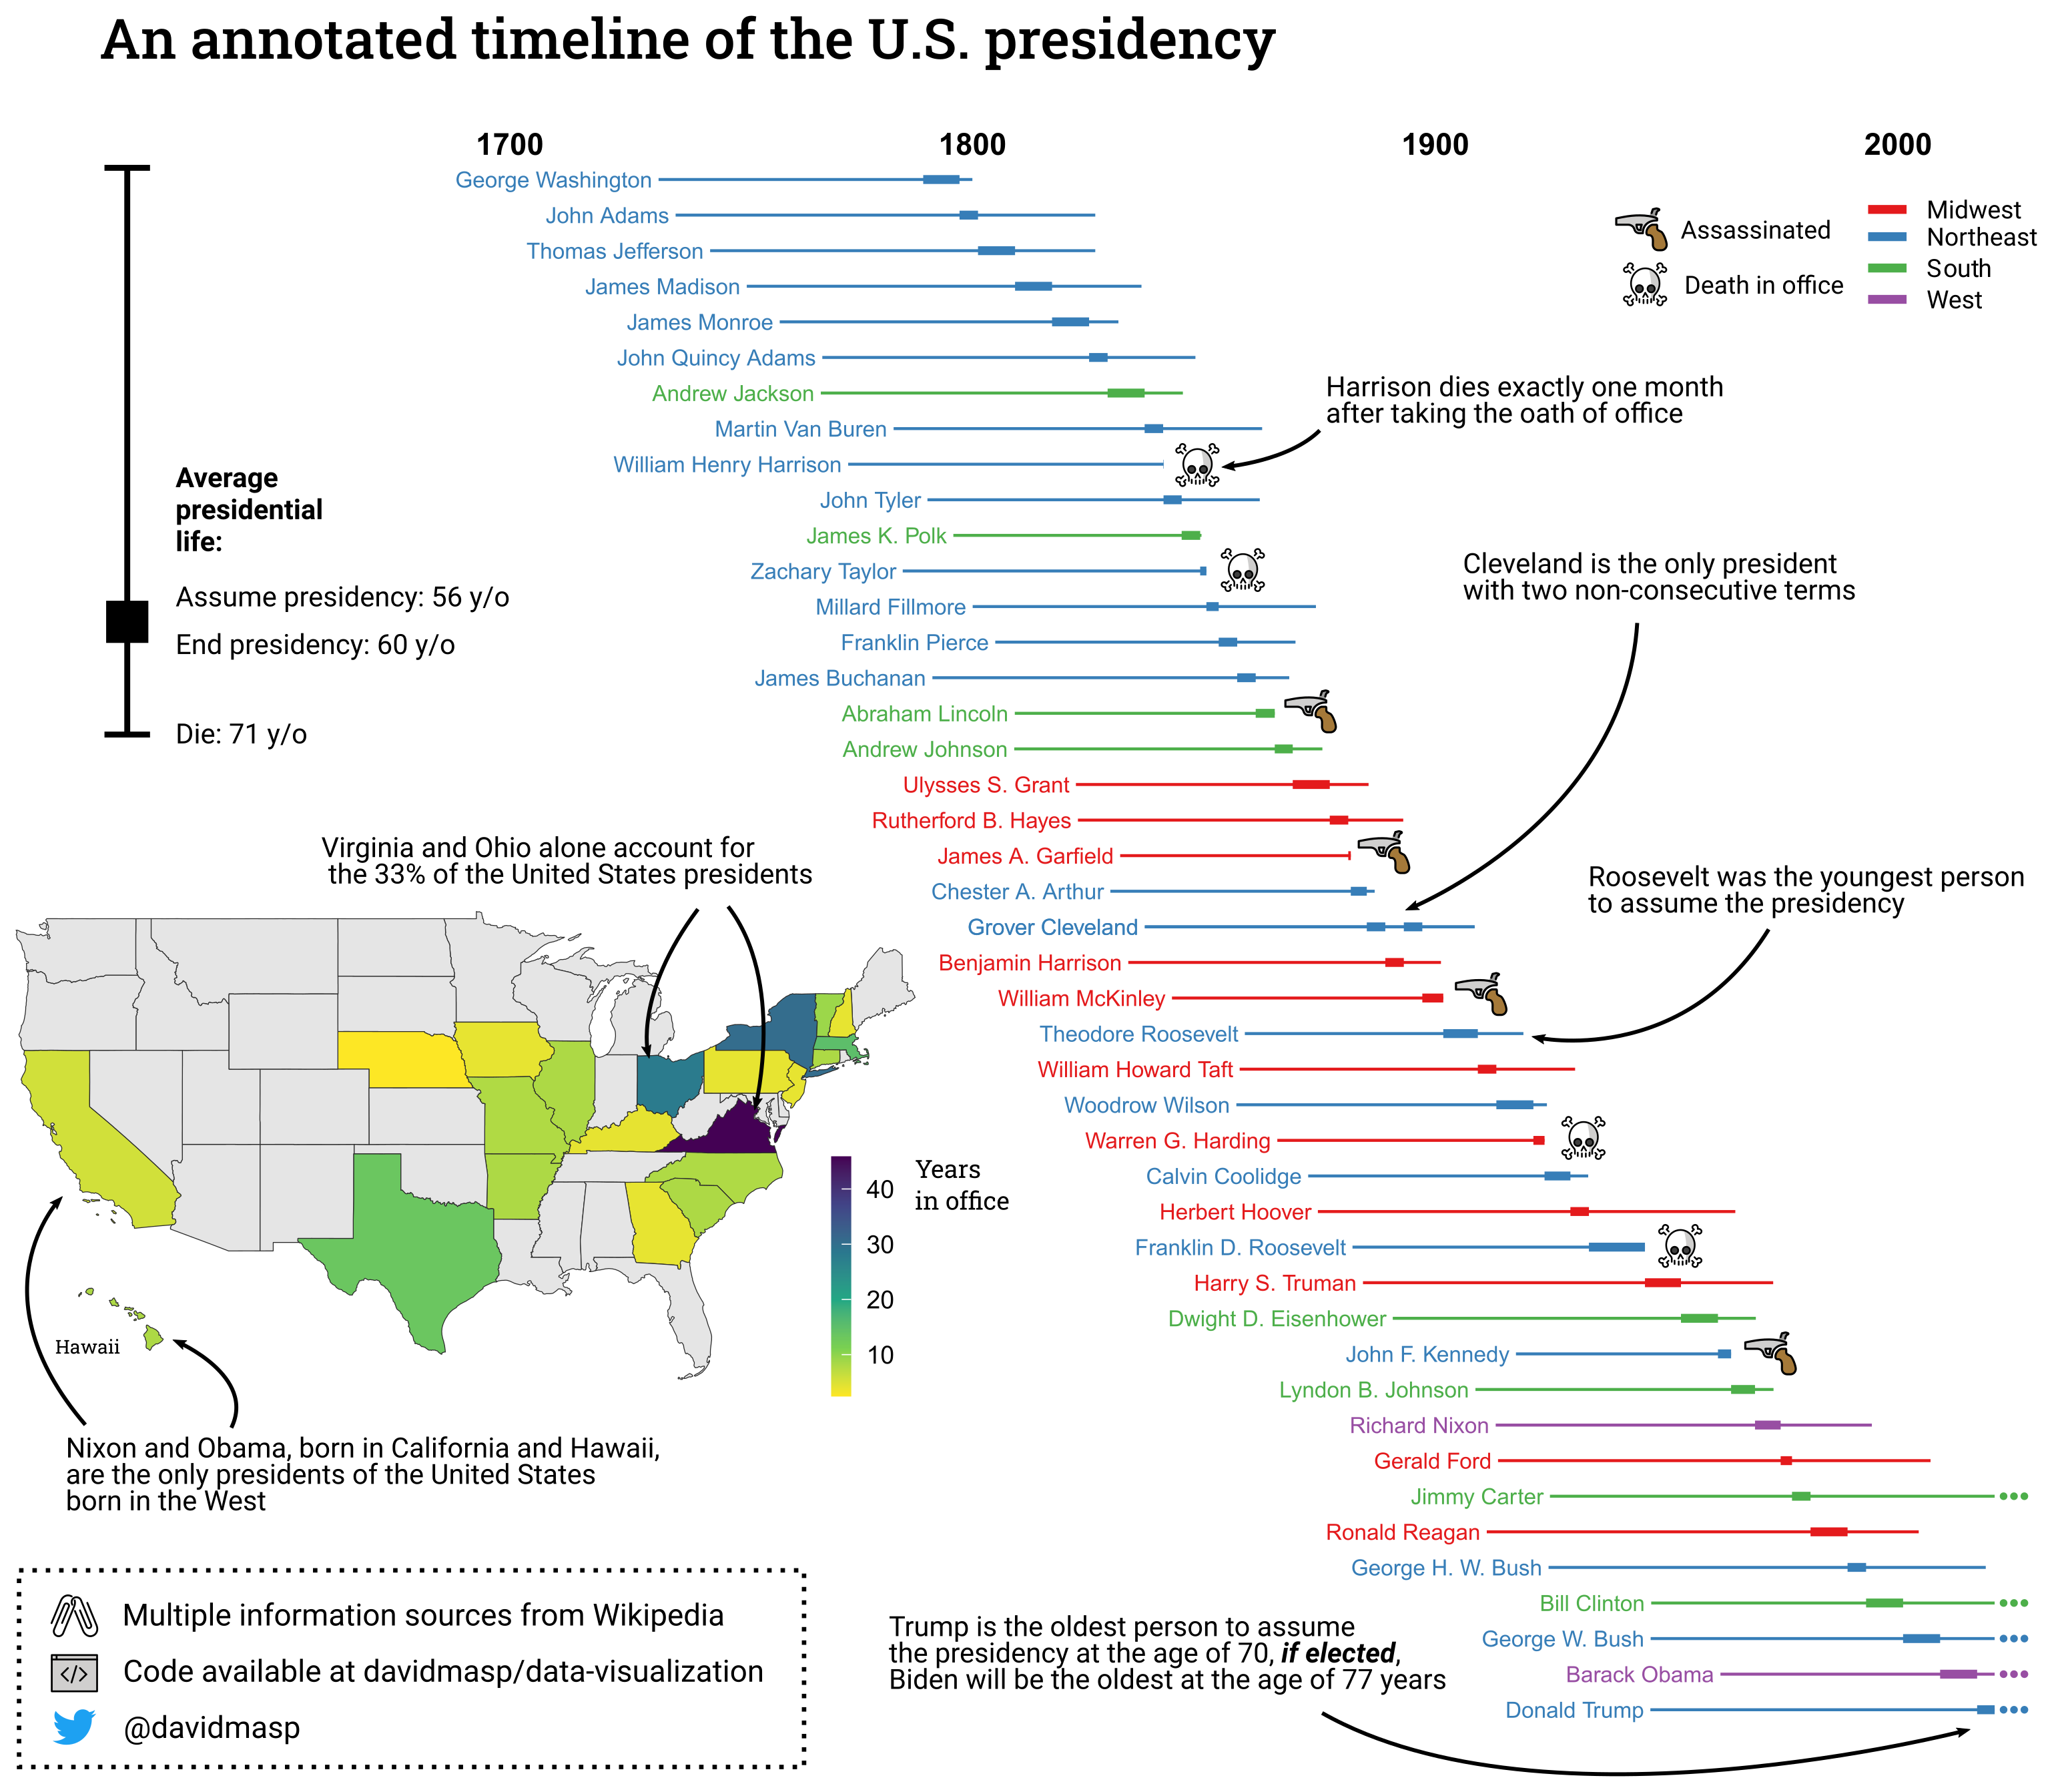 An annotated timeline of the U.S. presidency
1700 1800 1900 2000
George Washington
John Adams
Thomas Jefferson
James Madison
James Monroe
John Quincy Adams
Andrew Jackson
Martin Van Buren
William Henry Harrison
John Tyler
James K. Polk
Zachary Taylor
Millard Fillmore
Franklin Pierce
James Buchanan
Abraham Lincoln
Andrew Johnson
Ulysses S. Grant
Rutherford B. Hayes
James A. Garfield
Chester A. Arthur
Grover Cleveland
Benjamin Harrison
William McKinley
Theodore Roosevelt
William Howard Taft
Woodrow Wilson
Warren G. Harding
Calvin Coolidge
Herbert Hoover
Franklin D. Roosevelt
Harry S. Truman
Dwight D. Eisenhower
John F. Kennedy
Lyndon B. Johnson
Richard Nixon
Gerald Ford
Jimmy Carter
Ronald Reagan
George H. W. Bush
Bill Clinton
George W. Bush
Barack Obama
Donald Trump
Assassinated
Death in office
Midwest
Northeast
South
West
Harrison dies exactly one month
after taking the oath of office
Cleveland is the only president
with two non-consecutive terms
Roosevelt was the youngest person
to assume the presidency
Trump is the oldest person to assume
the presidency at the age of 70, if elected,
Biden will be the oldest at the age of 77 years
Average
presidential
life:
Assume presidency: 56 y/o
End presidency: 60 y/o
Die: 71 y/o
Virginia and Ohio alone account for
the 33% of the United States presidents
Years
in office
40
30
20
10
Hawaii
Nixon and Obama, born in California and Hawaii,
are the only presidents of the United States
born in the West
Multiple information sources from Wikipedia
</>
Code available at davidmasp/data-visualization
@davidmasp